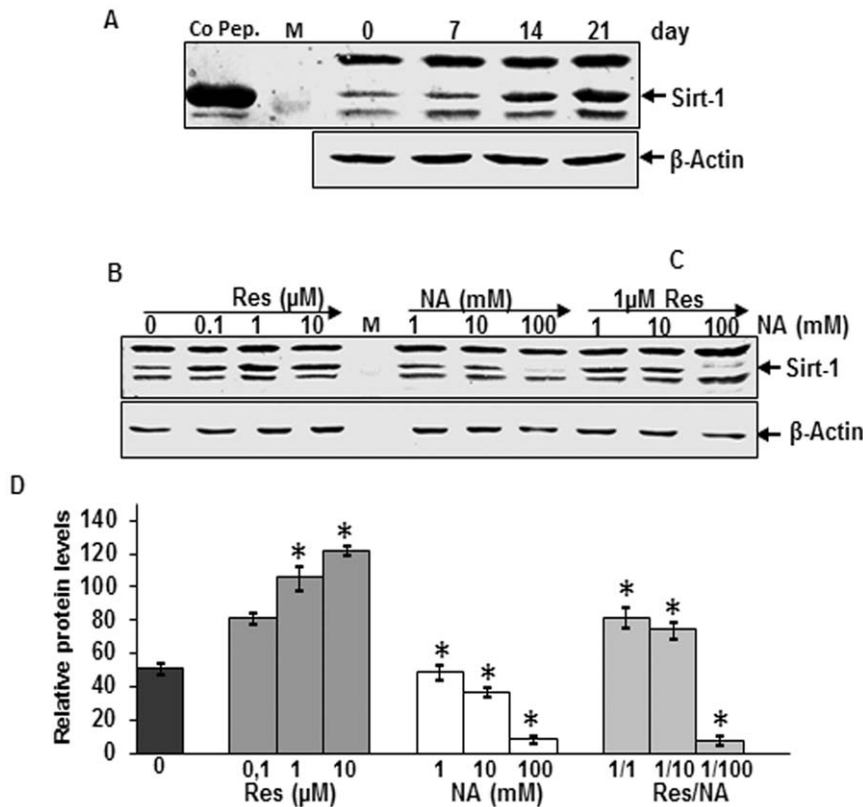 A
Co Pep. M 0 7 14 21 day
Sirt-1
β-Actin
B
C
Res (µM) NA (mM) 1µM Res
0 0.1 1 10 M 1 10 100 1 10 100 NA (mM)
Sirt-1
β-Actin
D
Relative protein levels
140
120
100
80
60
40
20
0
* * * * * * * *
0 0,1 1 10 1 10 100 1/1 1/10 1/100
Res (µM) NA (mM) Res/NA